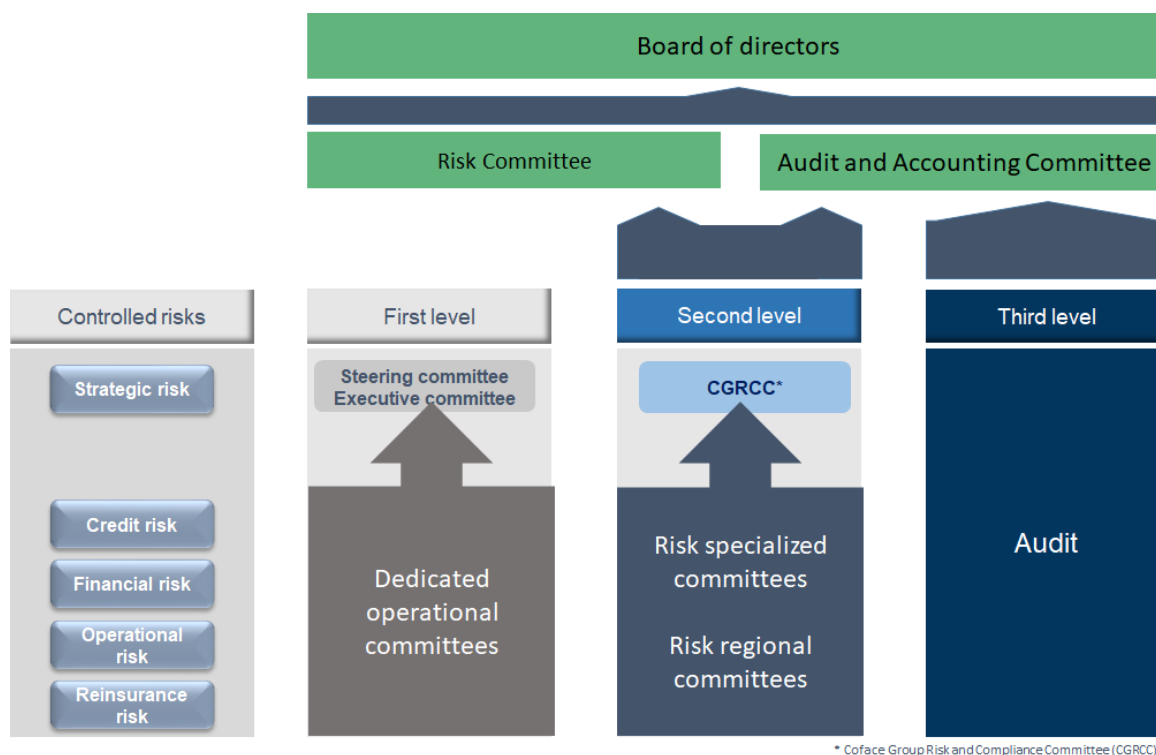 Board of directors
Risk Committee
Audit and Accounting Committee
Controlled risks
First level
Second level
Third level
Strategic risk
Steering committee
Executive committee
CGRCC*
Credit risk
Financial risk
Operational
risk
Reinsurance
risk
Dedicated
operational
committees
Risk specialized
committees
Risk regional
committees
Audit
* Coface Group Risk and Compliance Committee (CGRCC)